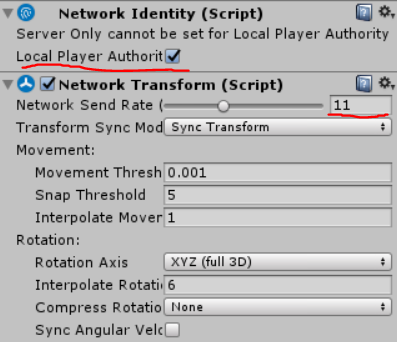 Network Identity (Script)
Server Only cannot be set for Local Player Authority
Local Player Authorit
Network Transform (Script)
Network Send Rate ( 11
Transform Sync Mod Sync Transform
Movement:
Movement Thresh 0.001
Snap Threshold 5
Interpolate Mover 1
Rotation:
Rotation Axis XYZ (full 3D)
Interpolate Rotati 6
Compress Rotatio None
Sync Angular Velc